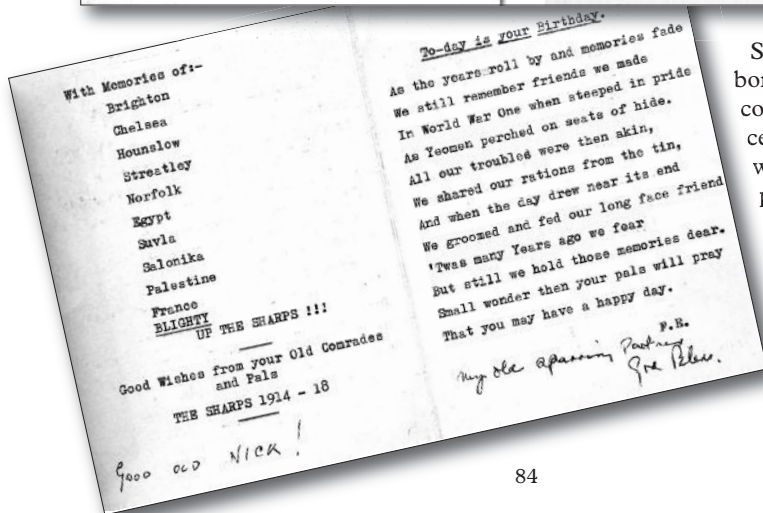 With Memories of:-
Brighton
Chelsea
Hounslow
Streatley
Norfolk
Egypt
Suvla
Salonika
Palestine
France
BLIGHTY
UP THE SHARPS !!!
Good Wishes from your Old Comrades
and Pals
THE SHARPS 1914 - 18
Good old NICK!
To-day is your Birthday.
As the years roll by and memories fade
We still remember friends we made
In World War One when steeped in pride
As Yeomen perched on seats of hide.
All our troubles were then akin,
We shared our rations from the tin,
And when the day drew near its end
We groomed and fed our long face friend
'Twas many Years ago we fear
But still we hold those memories dear.
Small wonder then your pals will pray
That you may have a happy day.
F.E.
My old sparring Partner
84